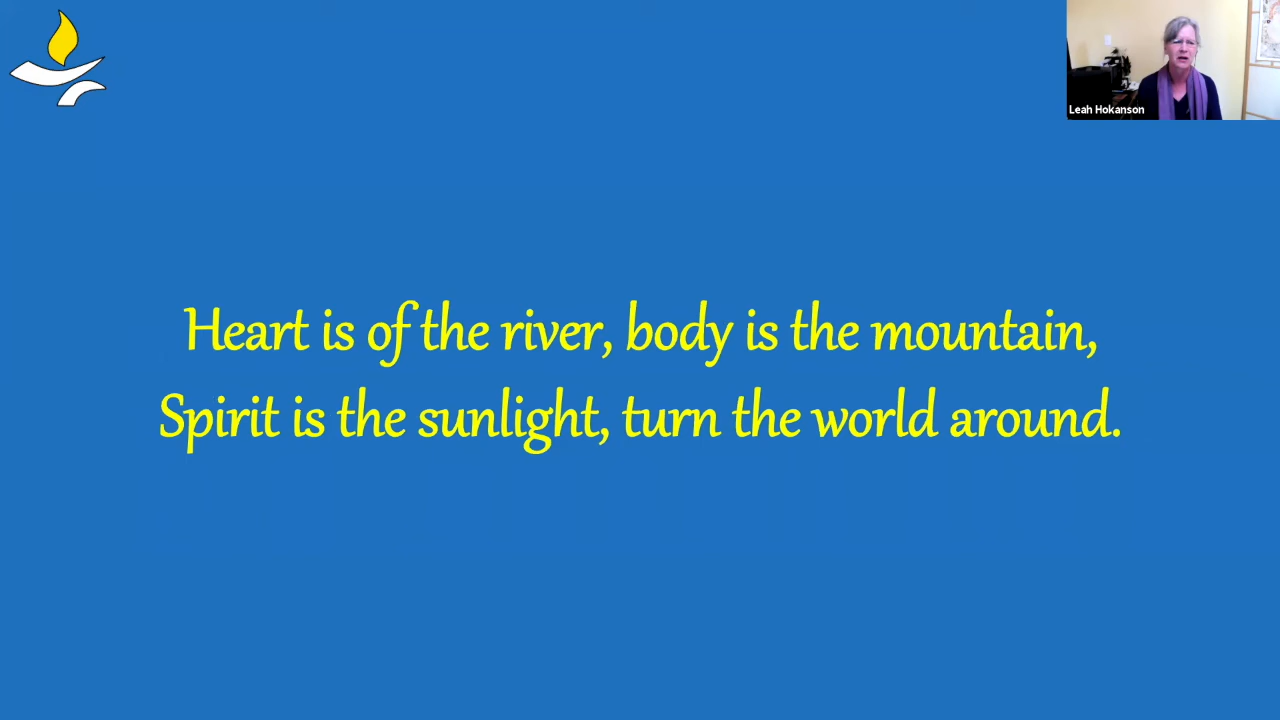 Leah Hokanson
Heart is of the river, body is the mountain,
Spirit is the sunlight, turn the world around.